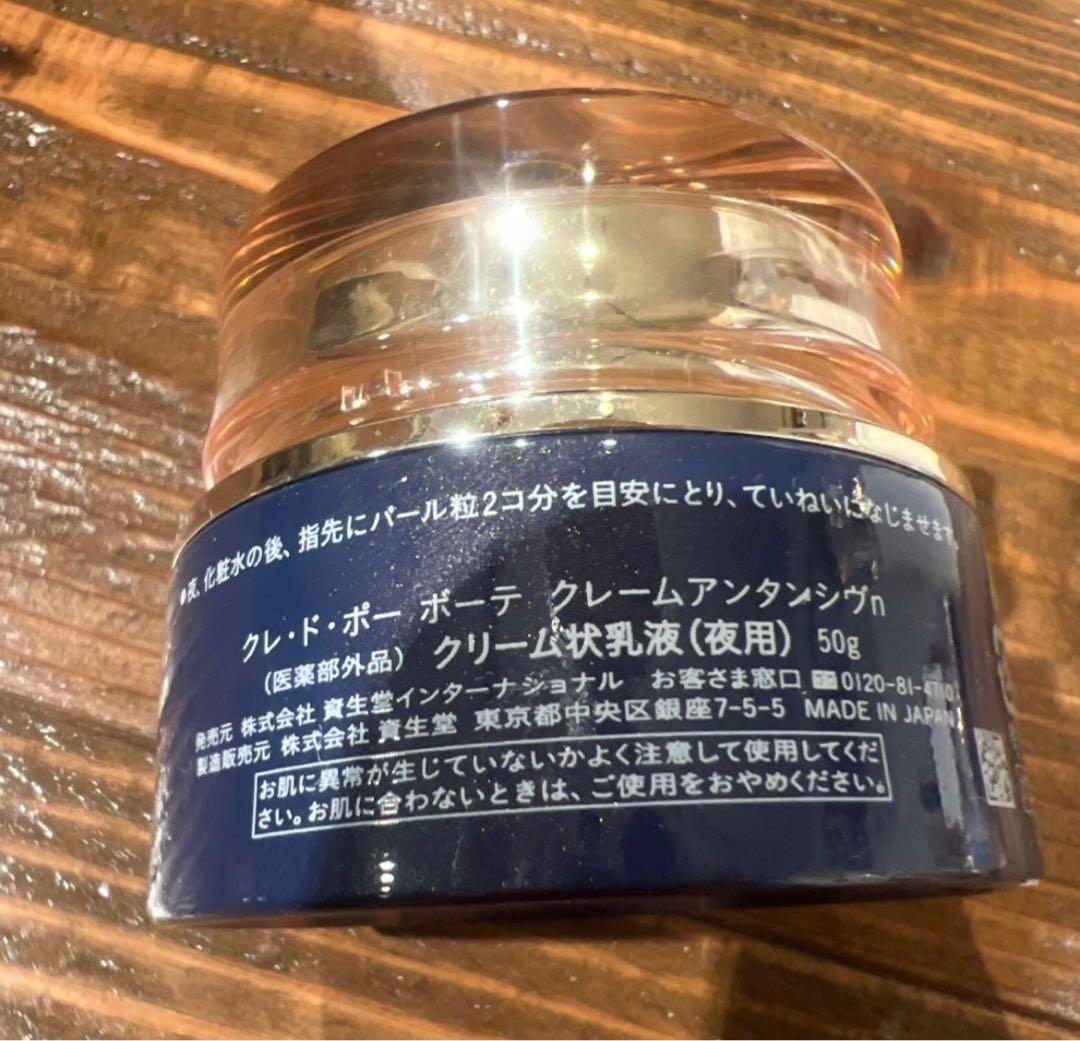 ●夜、化粧水の後、指先にパール粒2コ分を目安にとり、ていねいになじませます。
クレ・ド・ポー ボーテ クレームアンタンシヴn
(医薬部外品) クリーム状乳液(夜用) 50g
発売元 株式会社 資生堂インターナショナル お客さま窓口 0120-81-4710
製造販売元 株式会社 資生堂 東京都中央区銀座7-5-5 MADE IN JAPAN
お肌に異常が生じていないかよく注意して使用してくだ
さい。お肌に合わないときは、ご使用をおやめください。